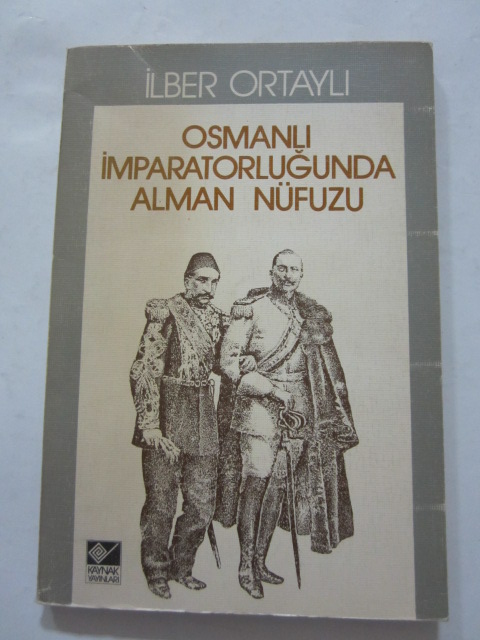 İLBER ORTAYLI
OSMANLI
İMPARATORLUĞUNDA
ALMAN NÜFUZU
KAYNAK
YAYINLARI